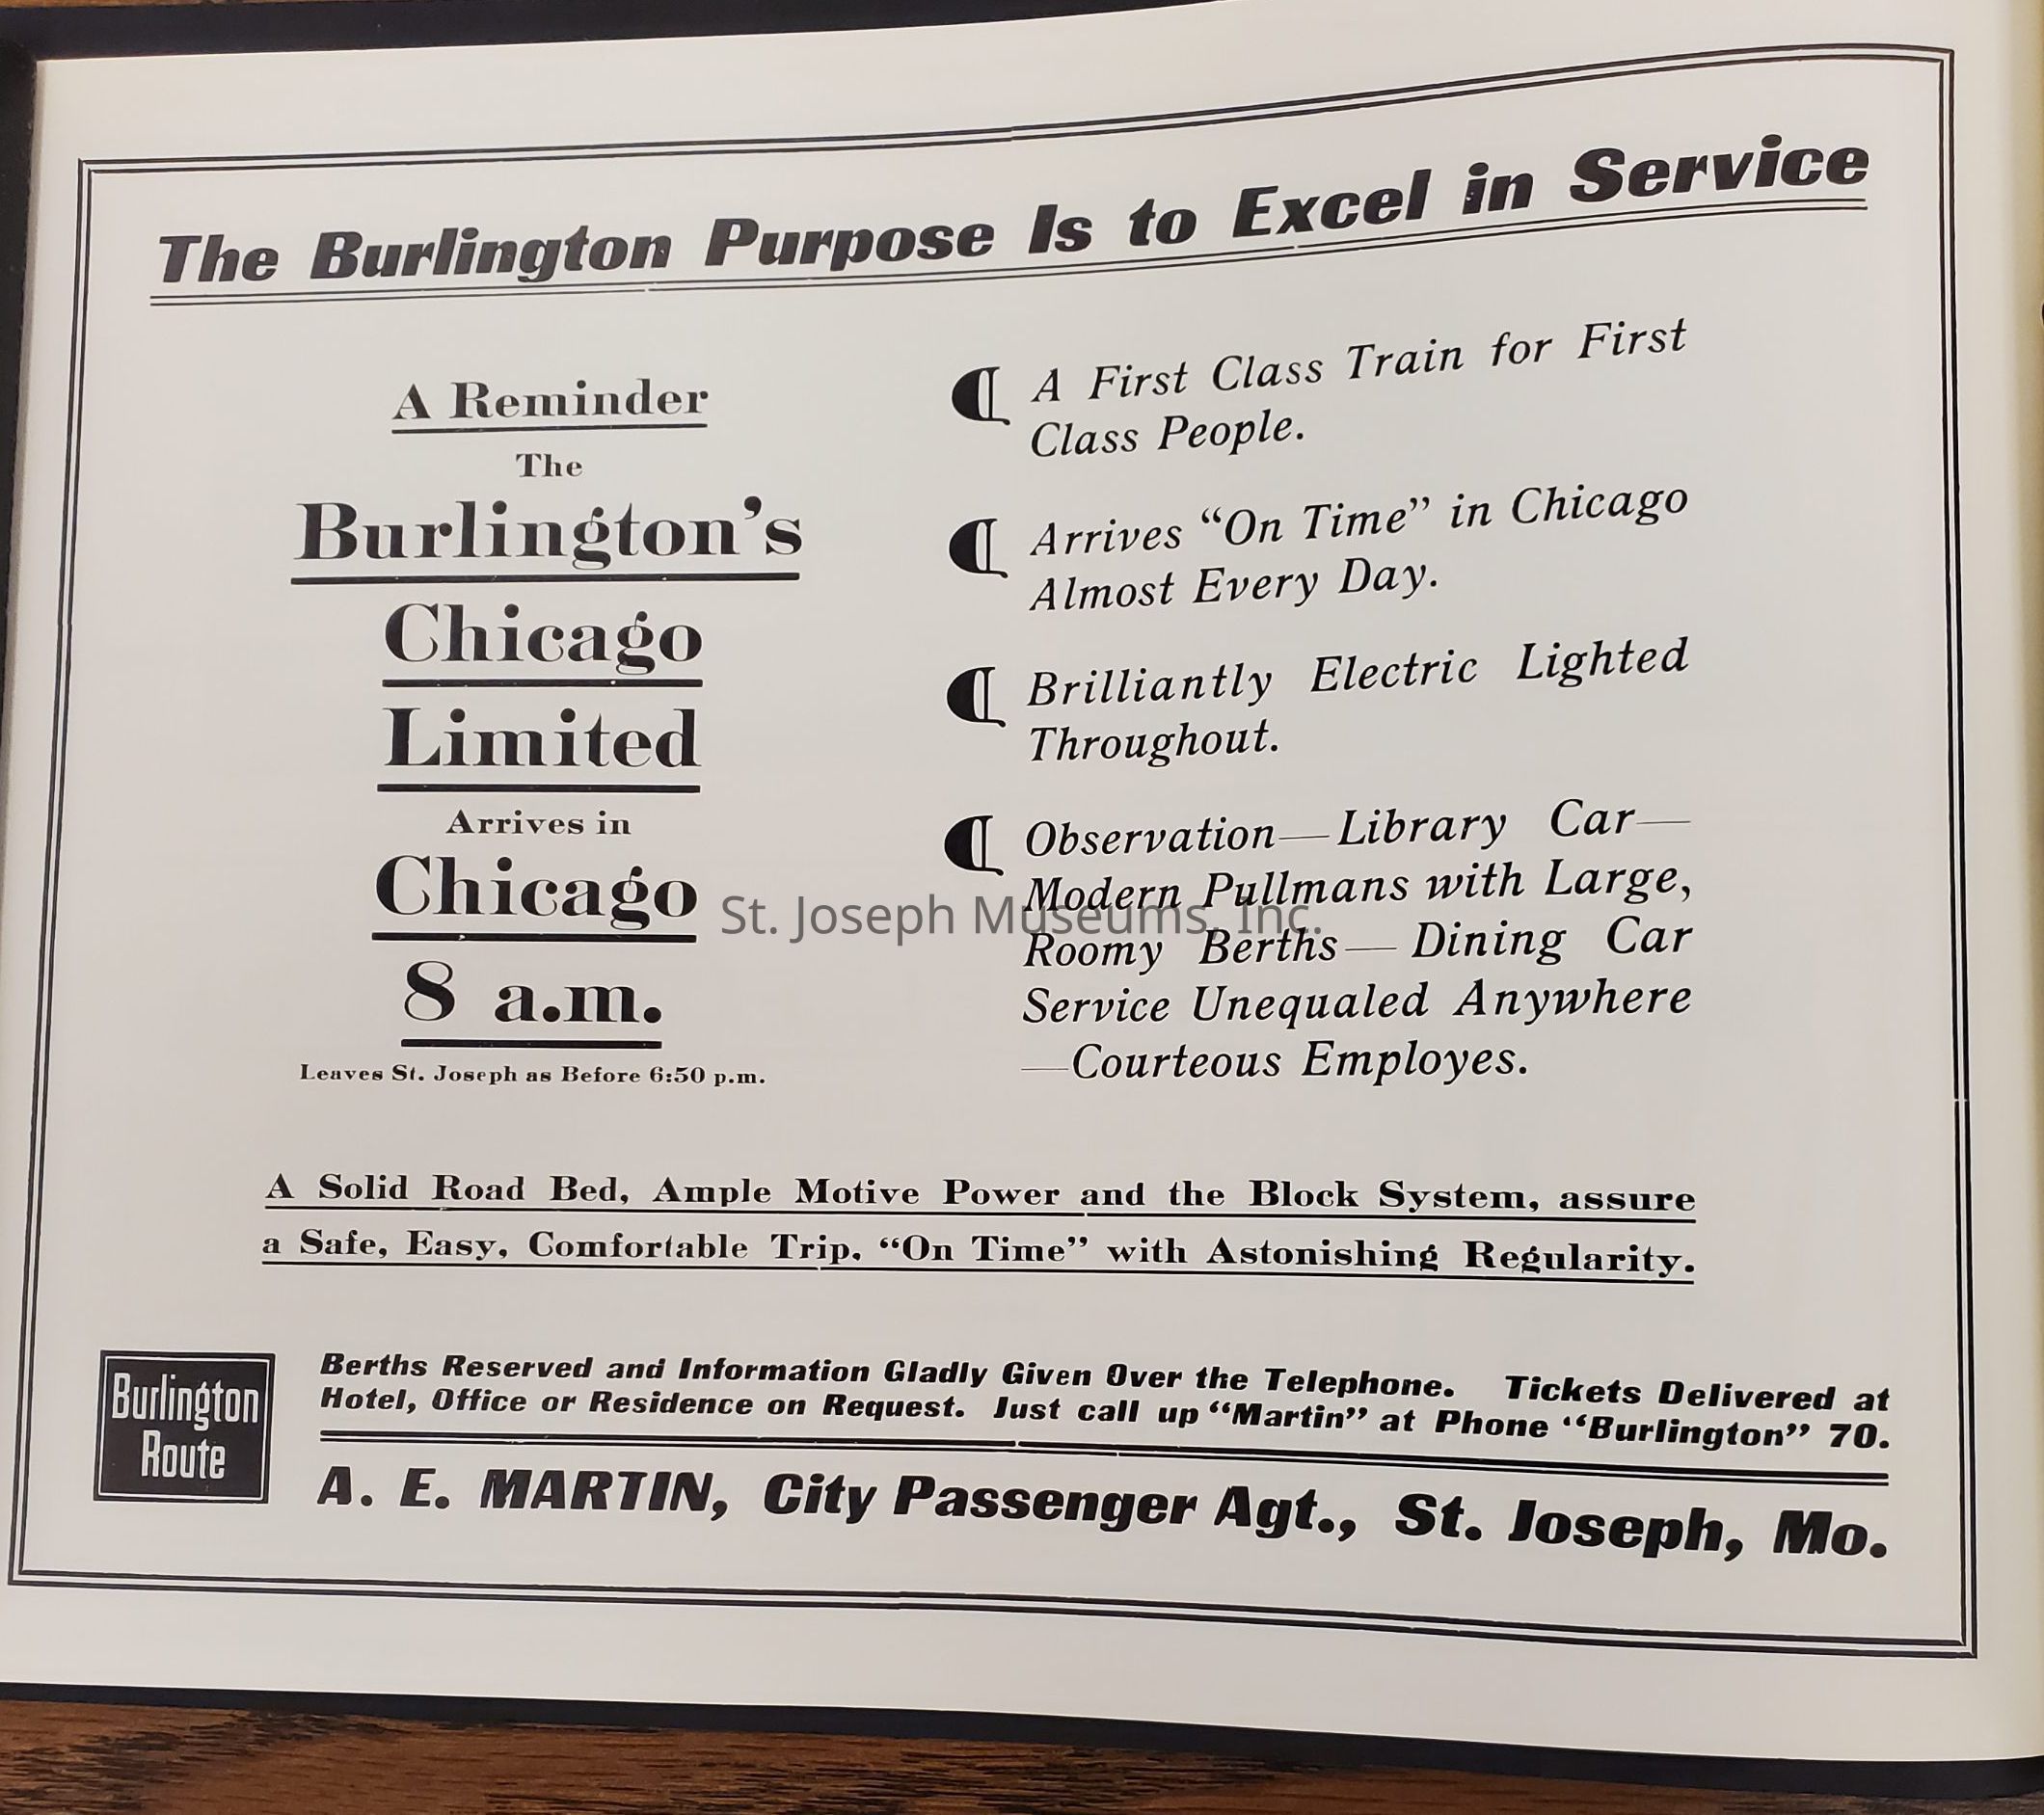 The Burlington Purpose Is to Excel in Service
A Reminder
The
Burlington's
Chicago
Limited
Arrives in
Chicago
8 a.m.
Leaves St. Joseph as Before 6:50 p.m.
¶ A First Class Train for First
Class People.
¶ Arrives “On Time” in Chicago
Almost Every Day.
¶ Brilliantly Electric Lighted
Throughout.
¶ Observation—Library Car—
Modern Pullmans with Large,
Roomy Berths—Dining Car
Service Unequaled Anywhere
—Courteous Employes.
St. Joseph Museums, Inc.
A Solid Road Bed, Ample Motive Power and the Block System, assure
a Safe, Easy, Comfortable Trip. “On Time” with Astonishing Regularity.
Burlington
Route
Berths Reserved and Information Gladly Given Over the Telephone. Tickets Delivered at
Hotel, Office or Residence on Request. Just call up “Martin” at Phone “Burlington” 70.
A. E. MARTIN, City Passenger Agt., St. Joseph, Mo.